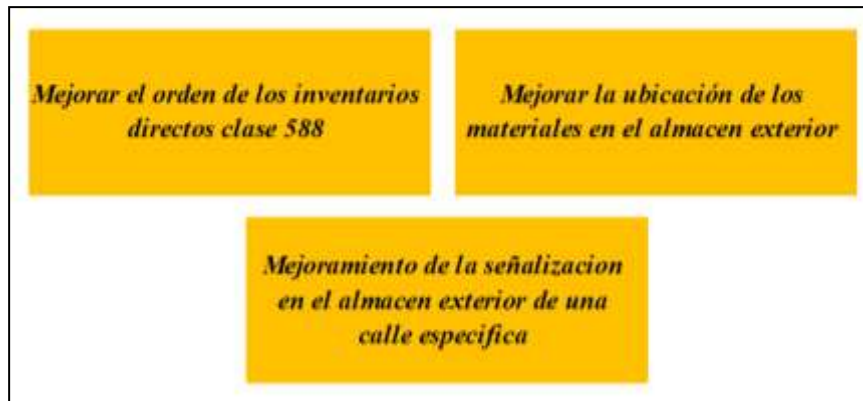 Mejorar el orden de los inventarios
directos clase 588
Mejorar la ubicación de los
materiales en el almacen exterior
Mejoramiento de la señalizacion
en el almacen exterior de una
calle especifica